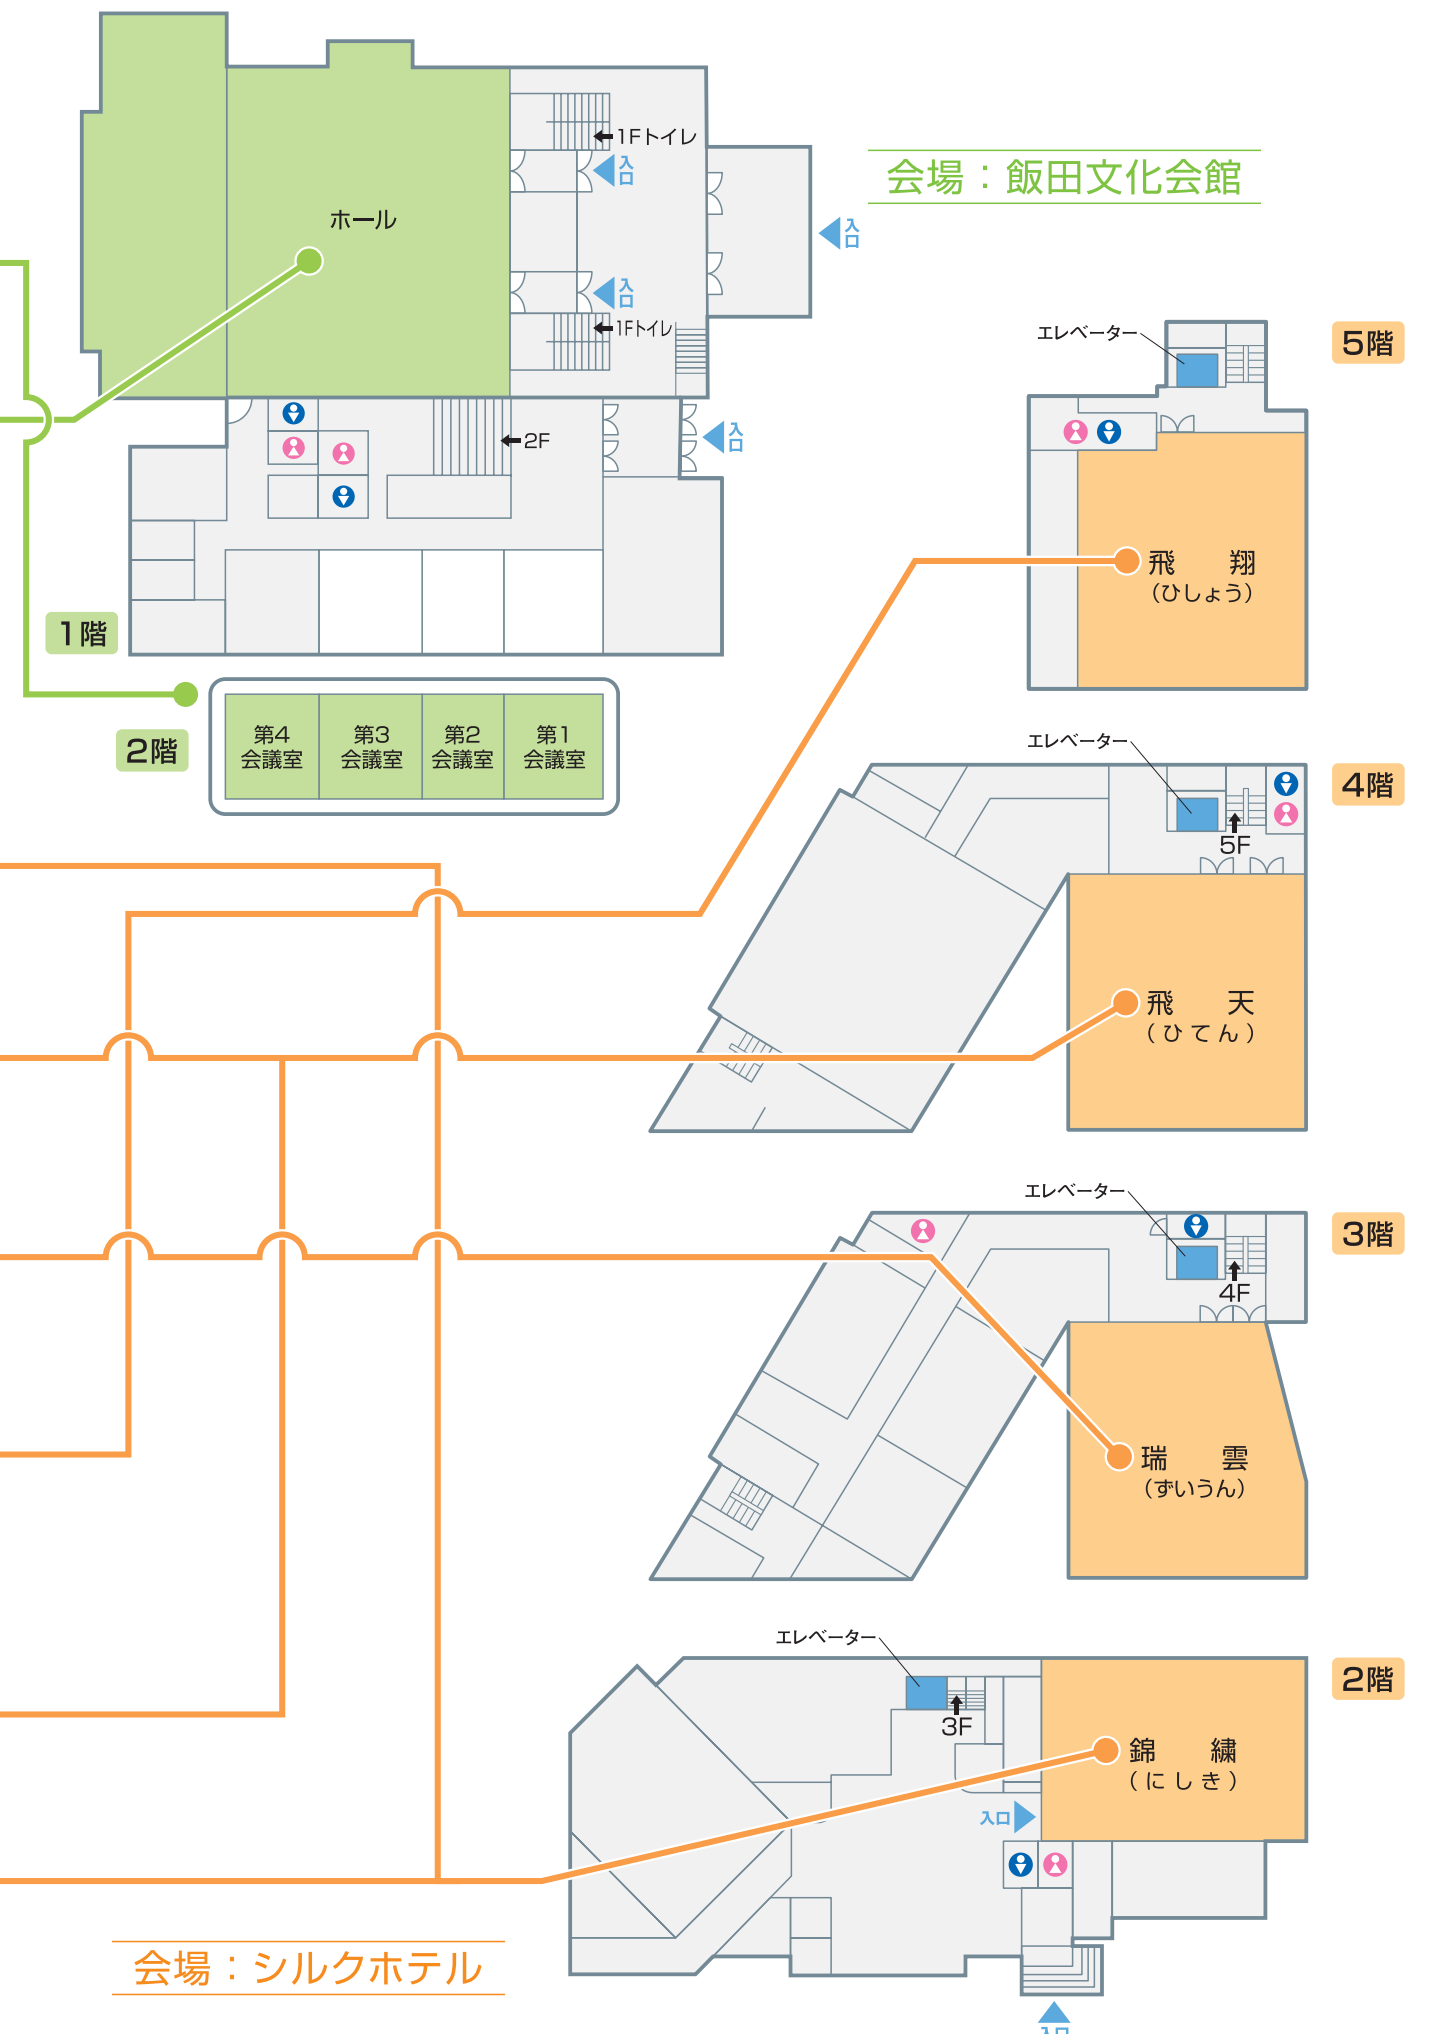 1Fトイレ
入口
会場：飯田文化会館
ホール
入口
入口
1Fトイレ
2F
入口
1階
2階
第4
会議室
第3
会議室
第2
会議室
第1
会議室
エレベーター
5階
飛翔
（ひしょう）
エレベーター
4階
5F
飛天
（ひてん）
エレベーター
3階
4F
瑞雲
（ずいうん）
エレベーター
2階
3F
錦繍
（にしき）
入口
会場：シルクホテル
入口